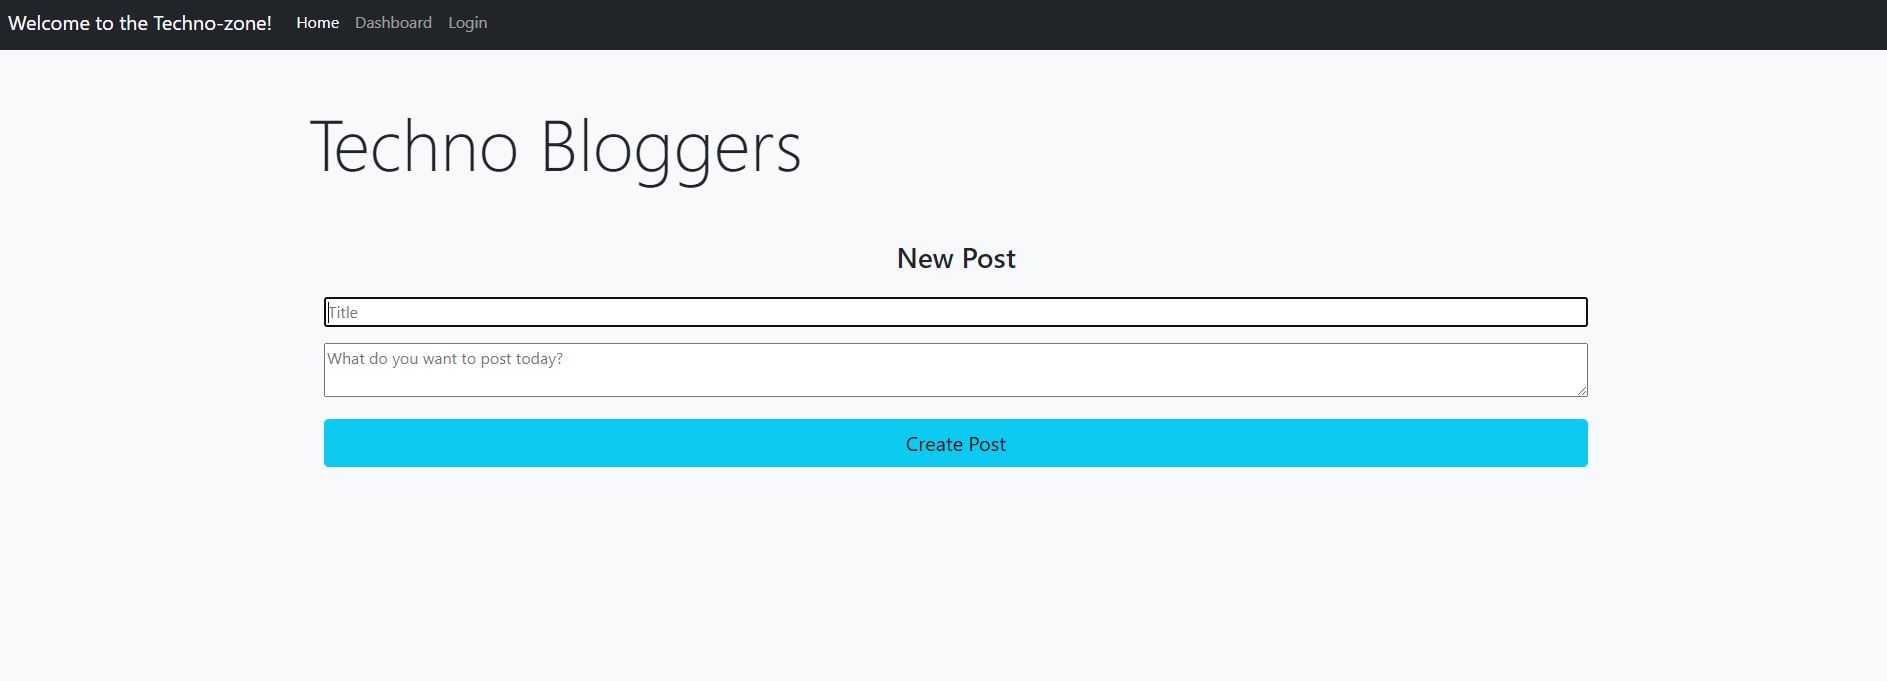 Welcome to the Techno-zone! Home Dashboard Login
Techno Bloggers
New Post
Title
What do you want to post today?
Create Post